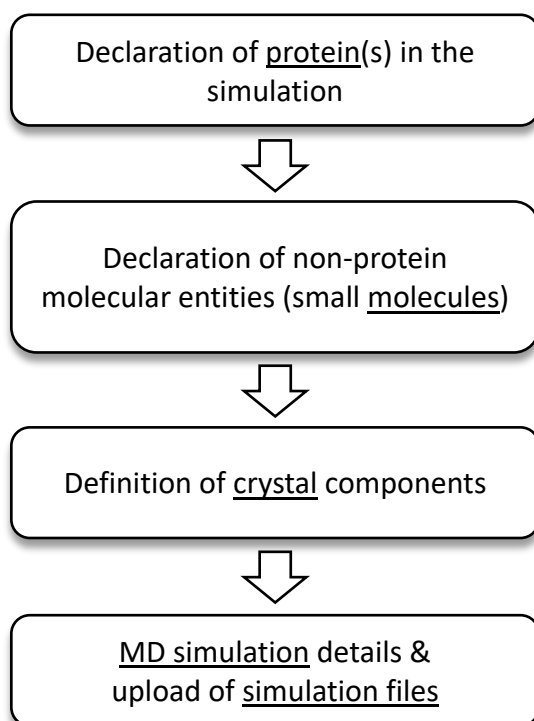 Declaration of protein(s) in the
simulation
Declaration of non-protein
molecular entities (small molecules)
Definition of crystal components
MD simulation details &
upload of simulation files